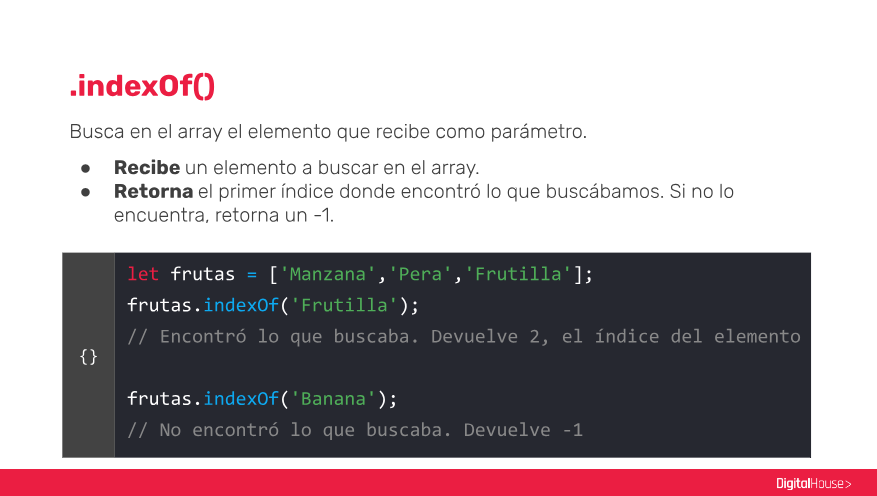 .indexOf()
Busca en el array el elemento que recibe como parámetro.
● Recibe un elemento a buscar en el array.
● Retorna el primer índice donde encontró lo que buscábamos. Si no lo
encuentra, retorna un -1.
let frutas = ['Manzana','Pera','Frutilla'];
frutas.indexOf('Frutilla');
// Encontró lo que buscaba. Devuelve 2, el índice del elemento
{}
frutas.indexOf('Banana');
// No encontró lo que buscaba. Devuelve -1
DigitalHouse>